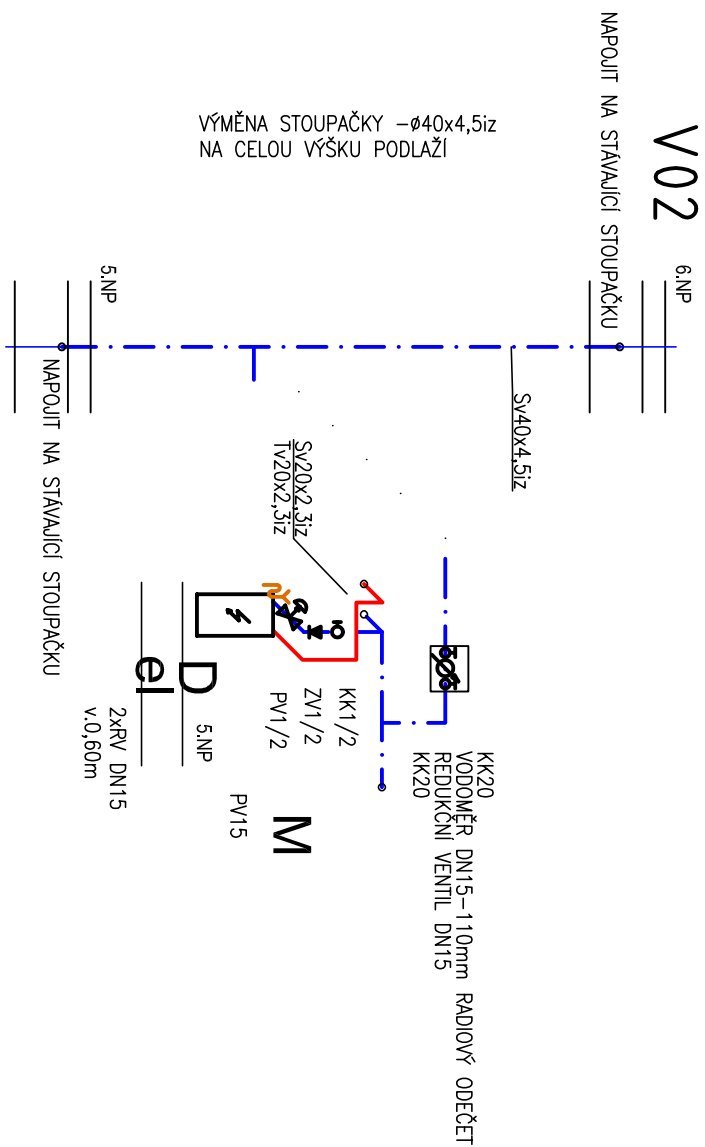 V02
NAPOJIT NA STÁVAJÍCÍ STOUPAČKU
6.NP
VÝMĚNA STOUPAČKY -ø40x4,5iz
NA CELOU VÝŠKU PODLAŽÍ
Sv40x4,5iz
5.NP
NAPOJIT NA STÁVAJÍCÍ STOUPAČKU
Sv20x2,3iz
Tv20x2,3iz
KK20
VODOMĚR DN15-110mm RADIOVÝ ODEČET
REDUKČNÍ VENTIL DN15
KK20
KK1/2
ZV1/2
PV1/2
D
el
5.NP
2xRV DN15
v.0,60m
PV15
M